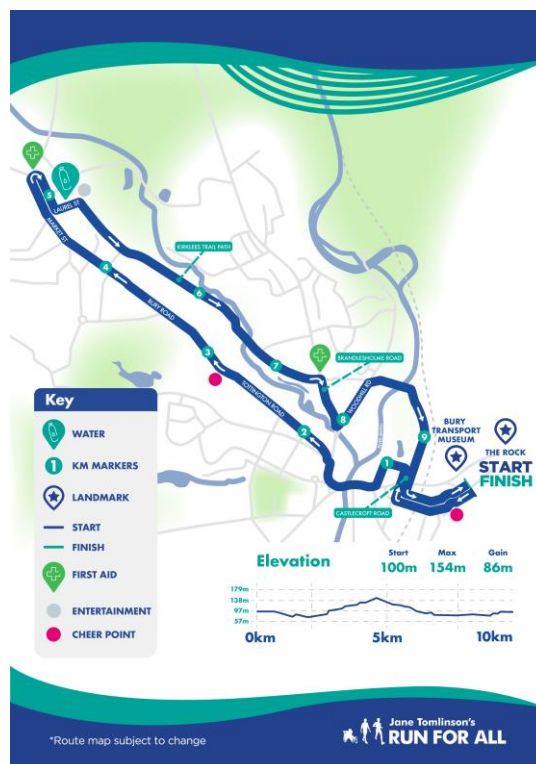 5
LAUREL ST
MARKET ST
KIRKLEES TRAIL PATH
4
6
BURY ROAD
3
7
BRANDLESHOLME ROAD
TOTTINGTON ROAD
WOODHILL RD
8
2
9
1
BURY
TRANSPORT
MUSEUM
THE ROCK
START
FINISH
CASTLECROFT ROAD
Key
WATER
1 KM MARKERS
LANDMARK
START
FINISH
FIRST AID
ENTERTAINMENT
CHEER POINT
Elevation
Start Max Gain
100m 154m 86m
179m
138m
97m
57m
0km 5km 10km
*Route map subject to change
Jane Tomlinson's
RUN FOR ALL